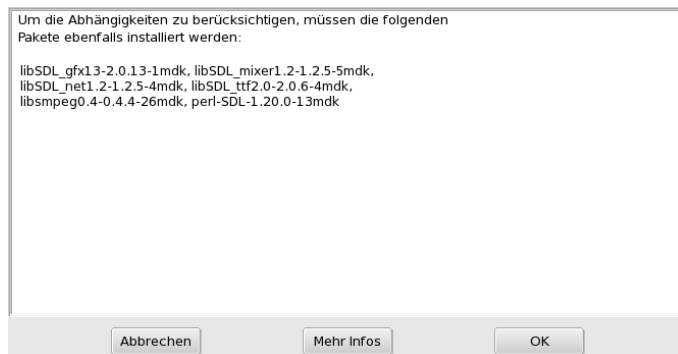 Um die Abhängigkeiten zu berücksichtigen, müssen die folgenden
Pakete ebenfalls installiert werden:
libSDL_gfx13-2.0.13-1mdk, libSDL_mixer1.2-1.2.5-5mdk,
libSDL_net1.2-1.2.5-4mdk, libSDL_ttf2.0-2.0.6-4mdk,
libsmpeg0.4-0.4.4-26mdk, perl-SDL-1.20.0-13mdk
Abbrechen Mehr Infos OK